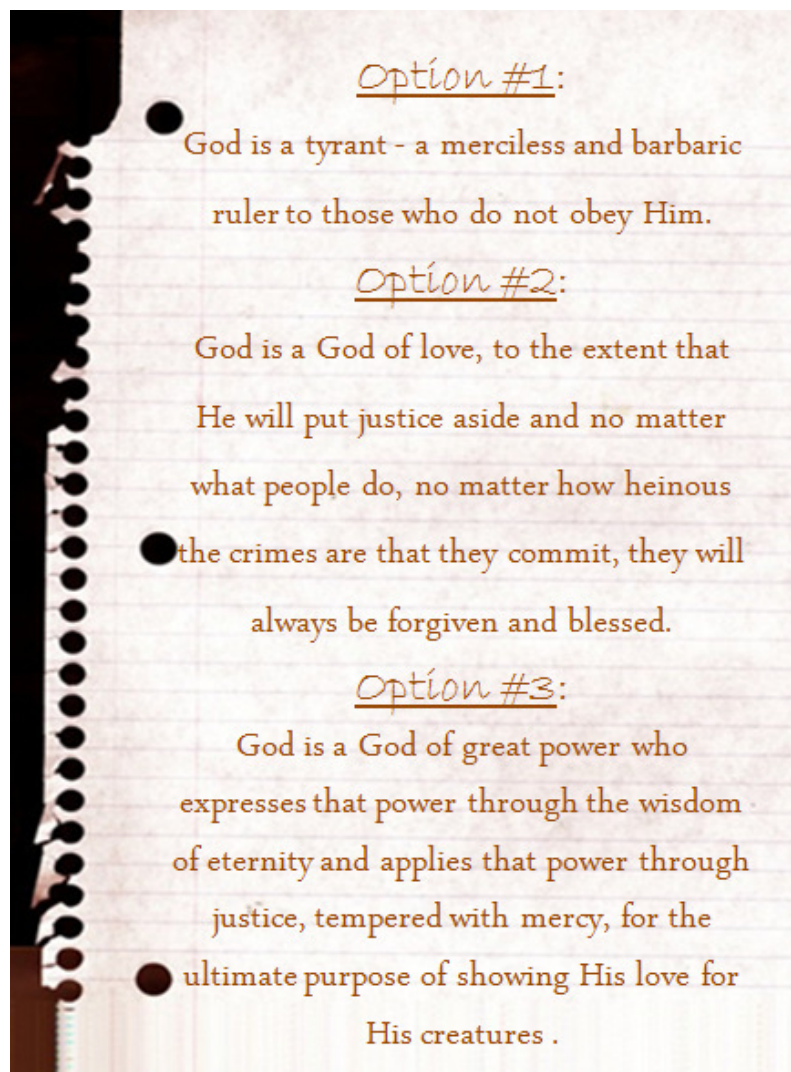 Option #1:
God is a tyrant - a merciless and barbaric
ruler to those who do not obey Him.
Option #2:
God is a God of love, to the extent that
He will put justice aside and no matter
what people do, no matter how heinous
the crimes are that they commit, they will
always be forgiven and blessed.
Option #3:
God is a God of great power who
expresses that power through the wisdom
of eternity and applies that power through
justice, tempered with mercy, for the
ultimate purpose of showing His love for
His creatures .